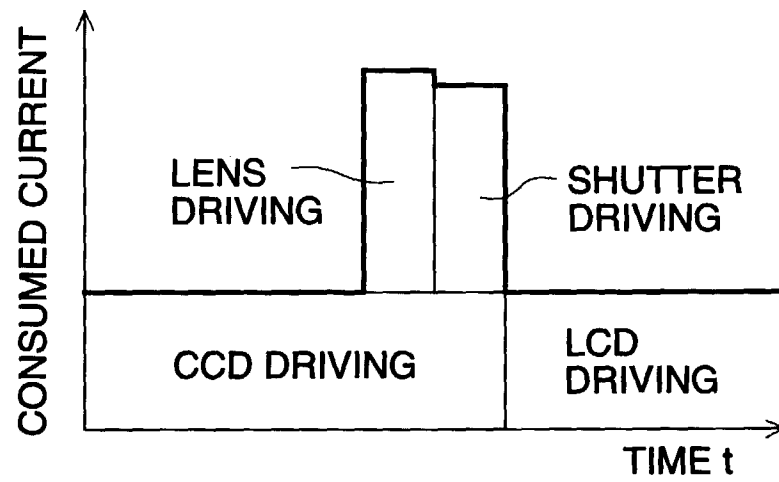 CONSUMED CURRENT
LENS
DRIVING
SHUTTER
DRIVING
CCD DRIVING
LCD
DRIVING
TIME t